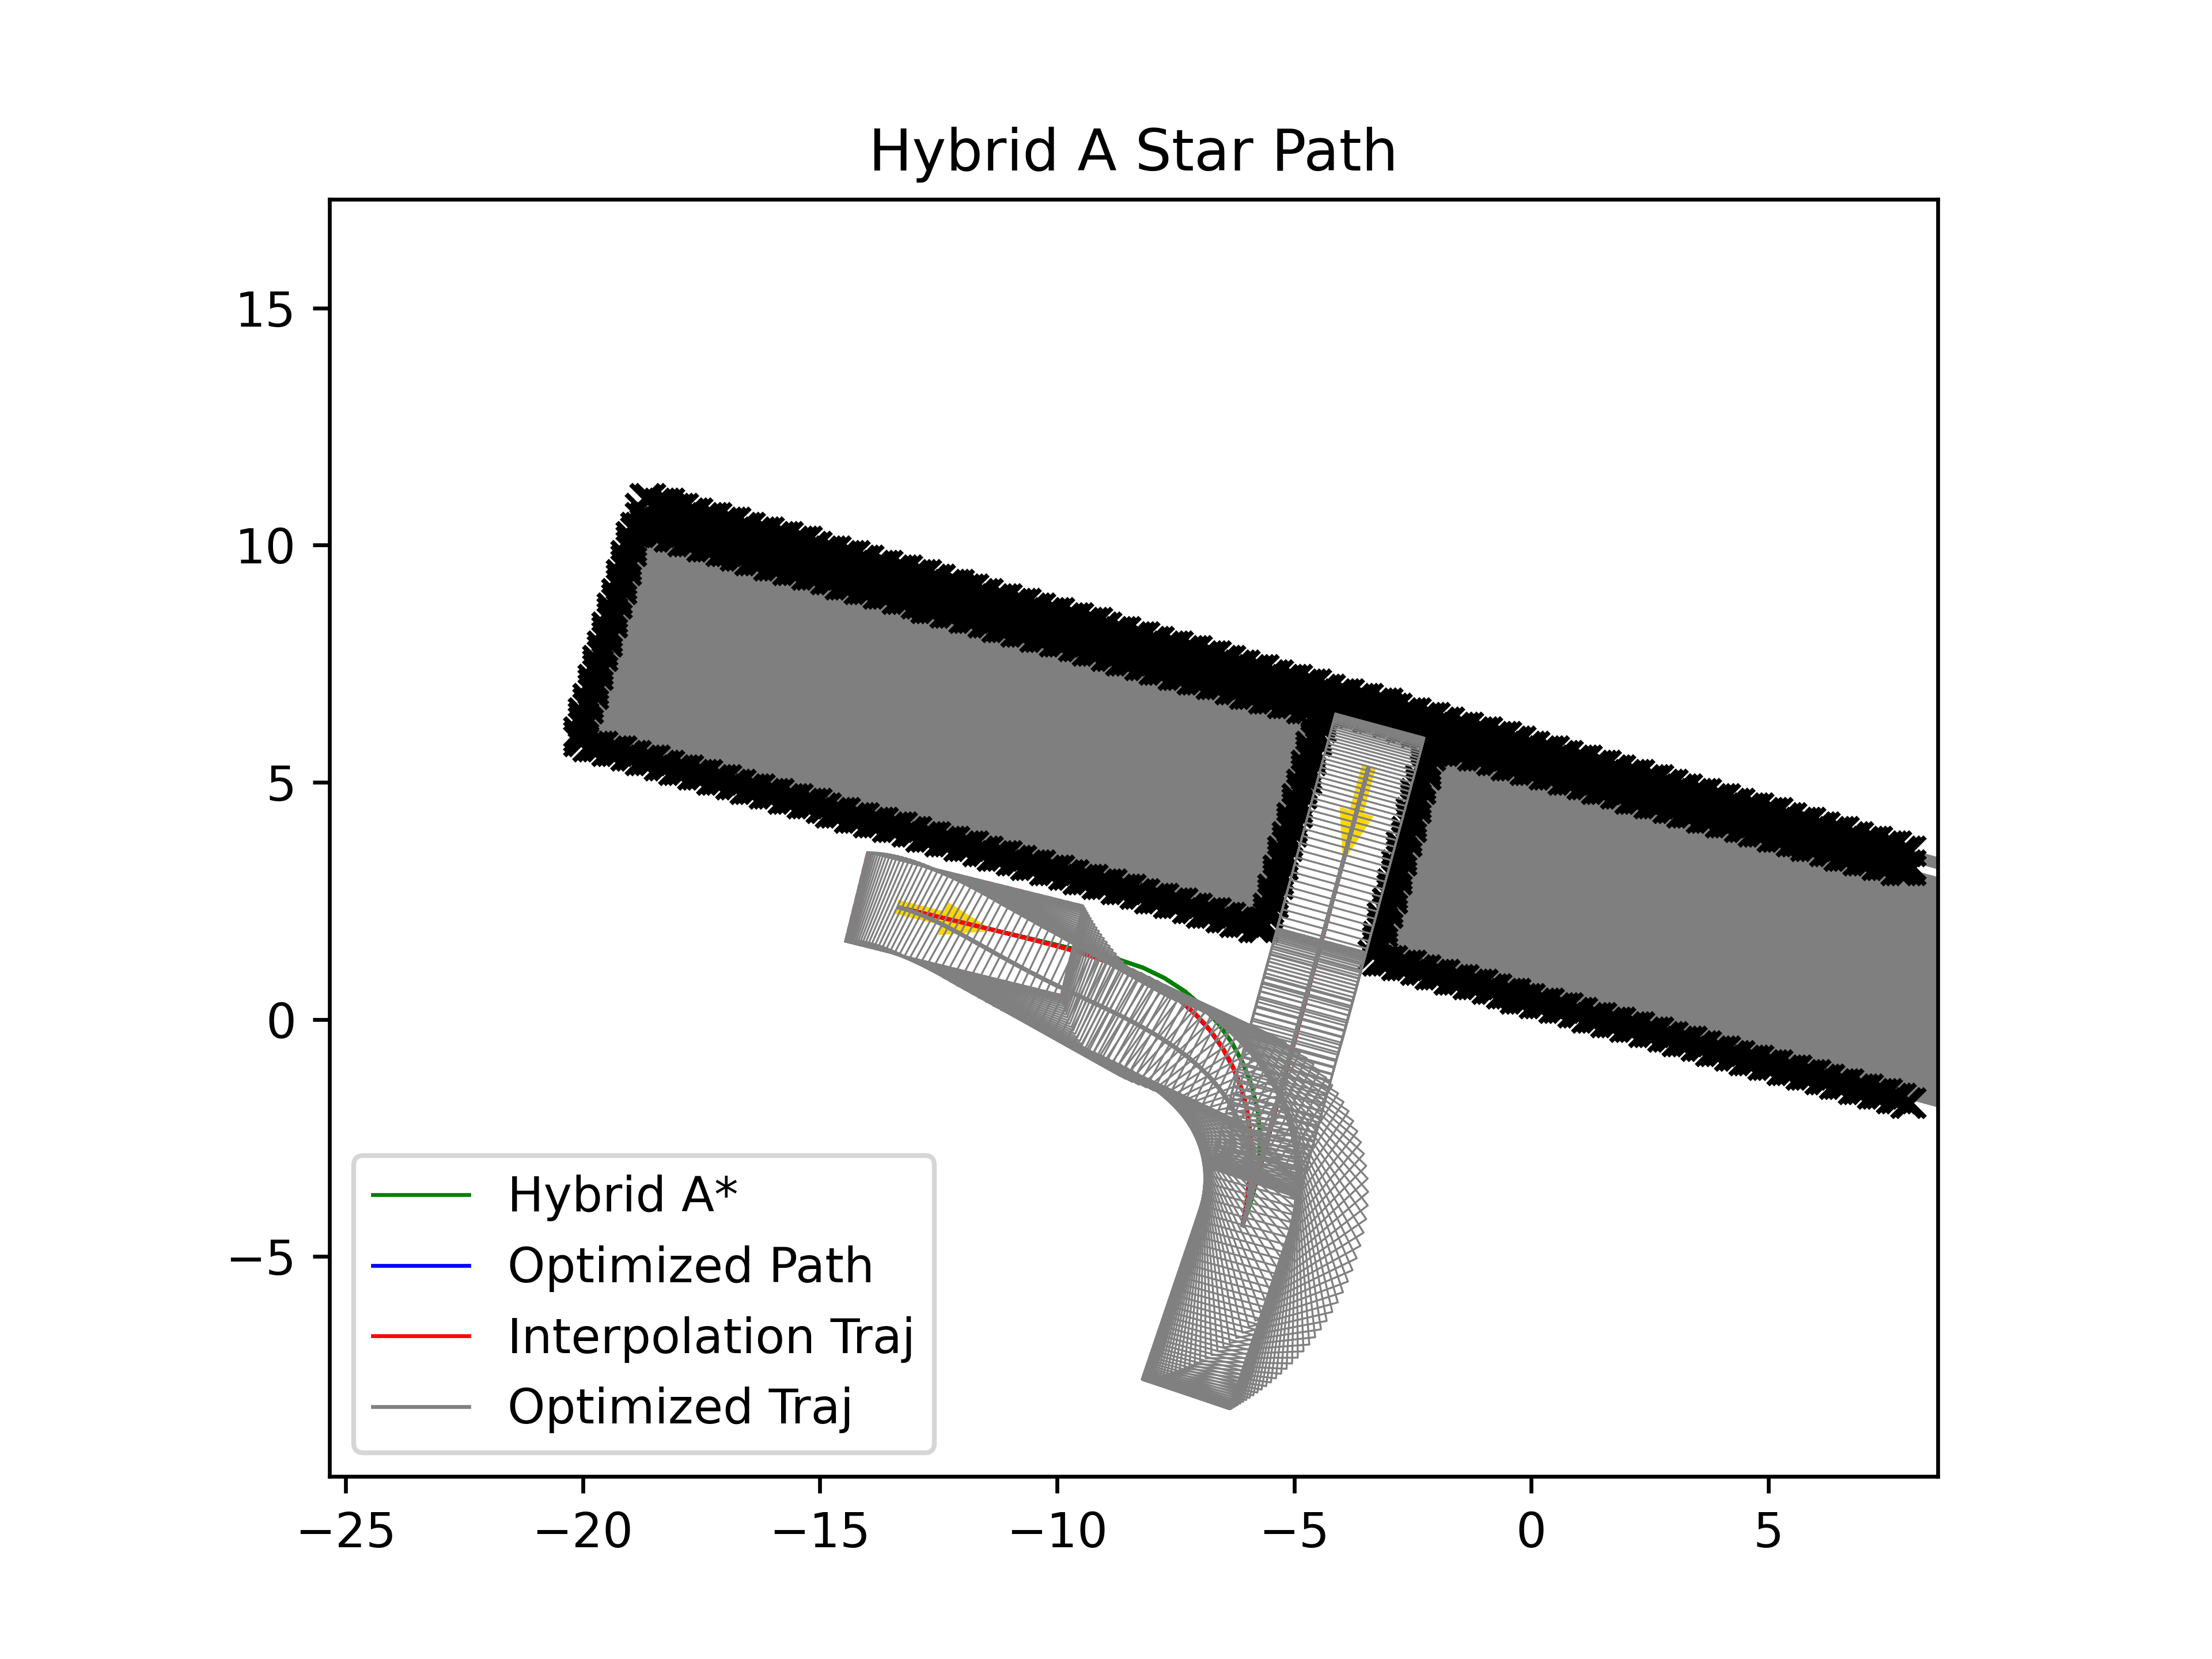 Hybrid A Star Path
15
10
5
0
−5
Hybrid A*
Optimized Path
Interpolation Traj
Optimized Traj
−25
−20
−15
−10
−5
0
5